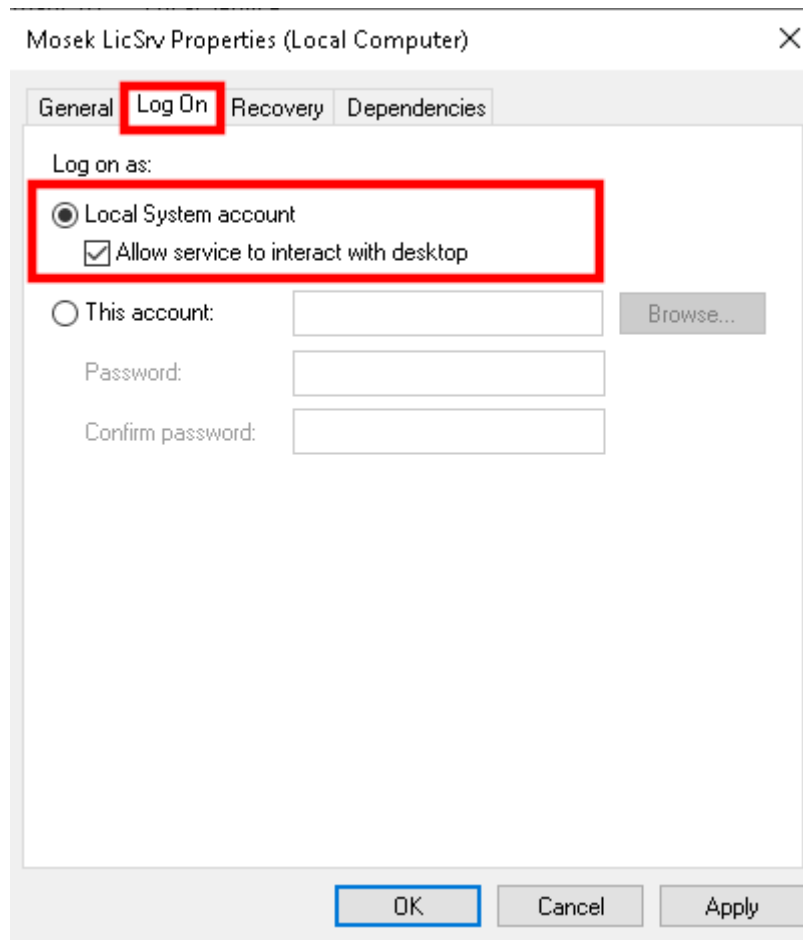 Mosek LicSrv Properties (Local Computer)
General Log On Recovery Dependencies
Log on as:
Local System account
Allow service to interact with desktop
This account:
Browse...
Password:
Confirm password:
OK Cancel Apply